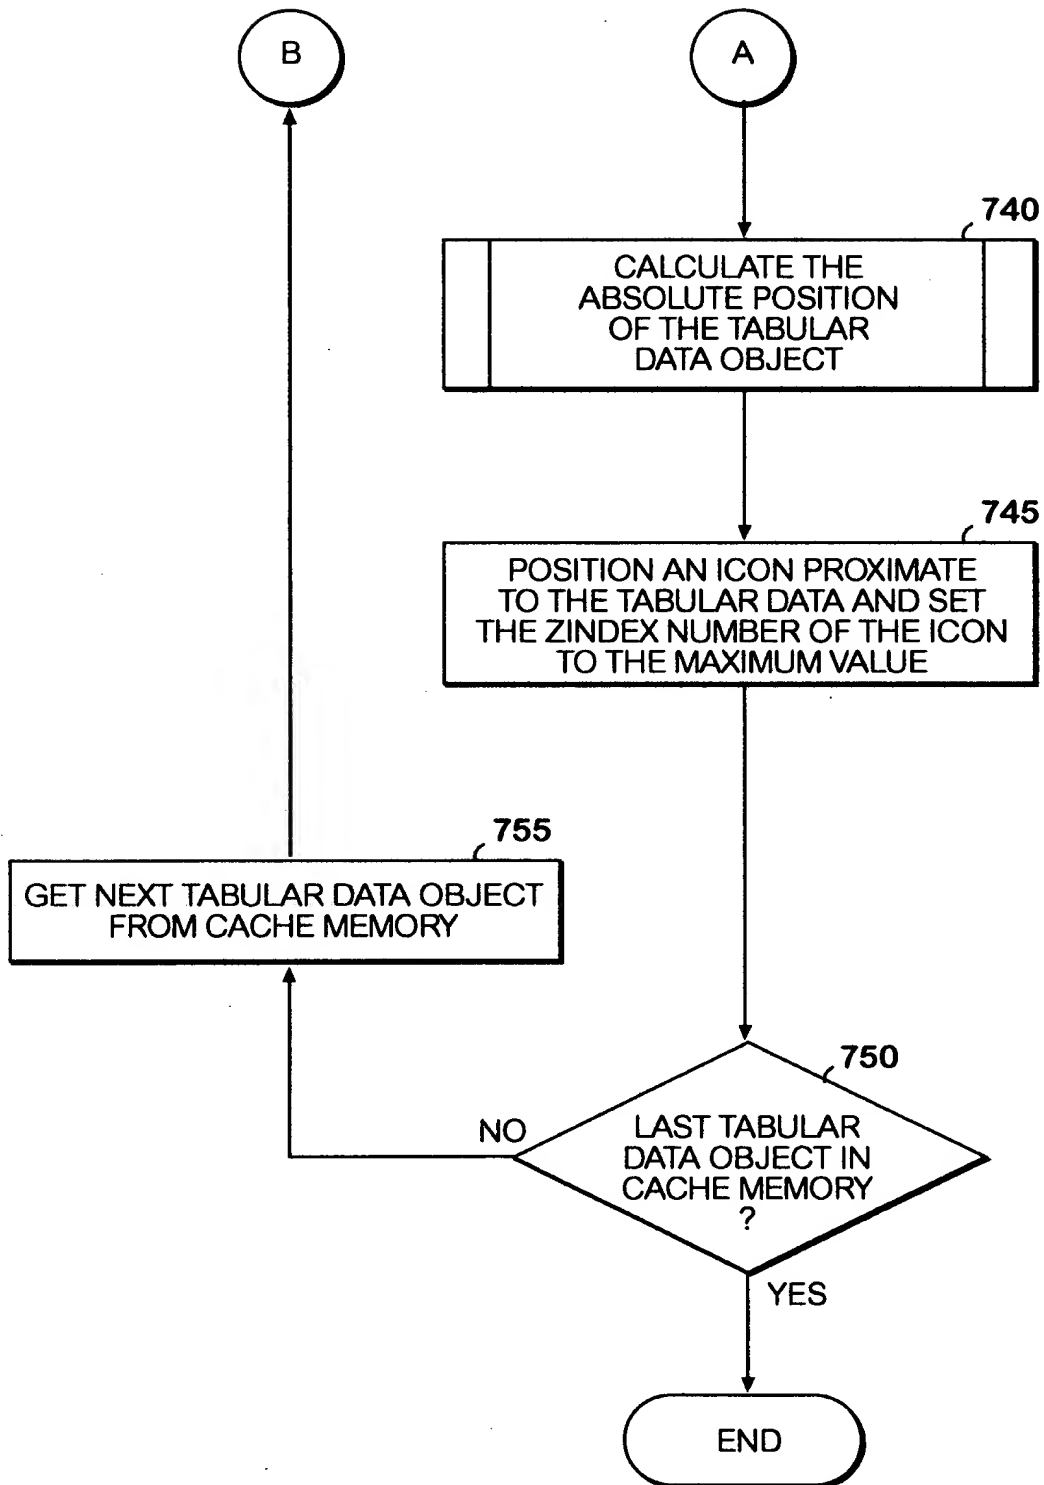 B
A
740
CALCULATE THE
ABSOLUTE POSITION
OF THE TABULAR
DATA OBJECT
745
POSITION AN ICON PROXIMATE
TO THE TABULAR DATA AND SET
THE ZINDEX NUMBER OF THE ICON
TO THE MAXIMUM VALUE
755
GET NEXT TABULAR DATA OBJECT
FROM CACHE MEMORY
750
NO
LAST TABULAR
DATA OBJECT IN
CACHE MEMORY
?
YES
END